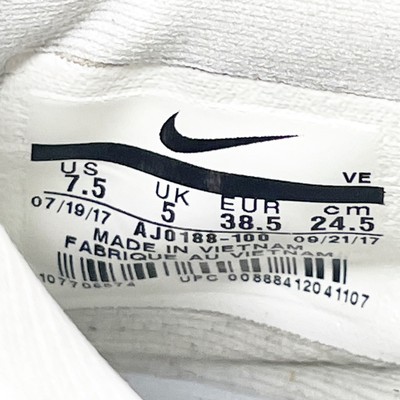 VE
US UK EUR cm
7.5 5 38.5 24.5
07/19/17 AJ0188-100 09/21/17
MADE IN VIETNAM
FABRIQUE AU VIETNAM
107706874 UPC 00888412041107